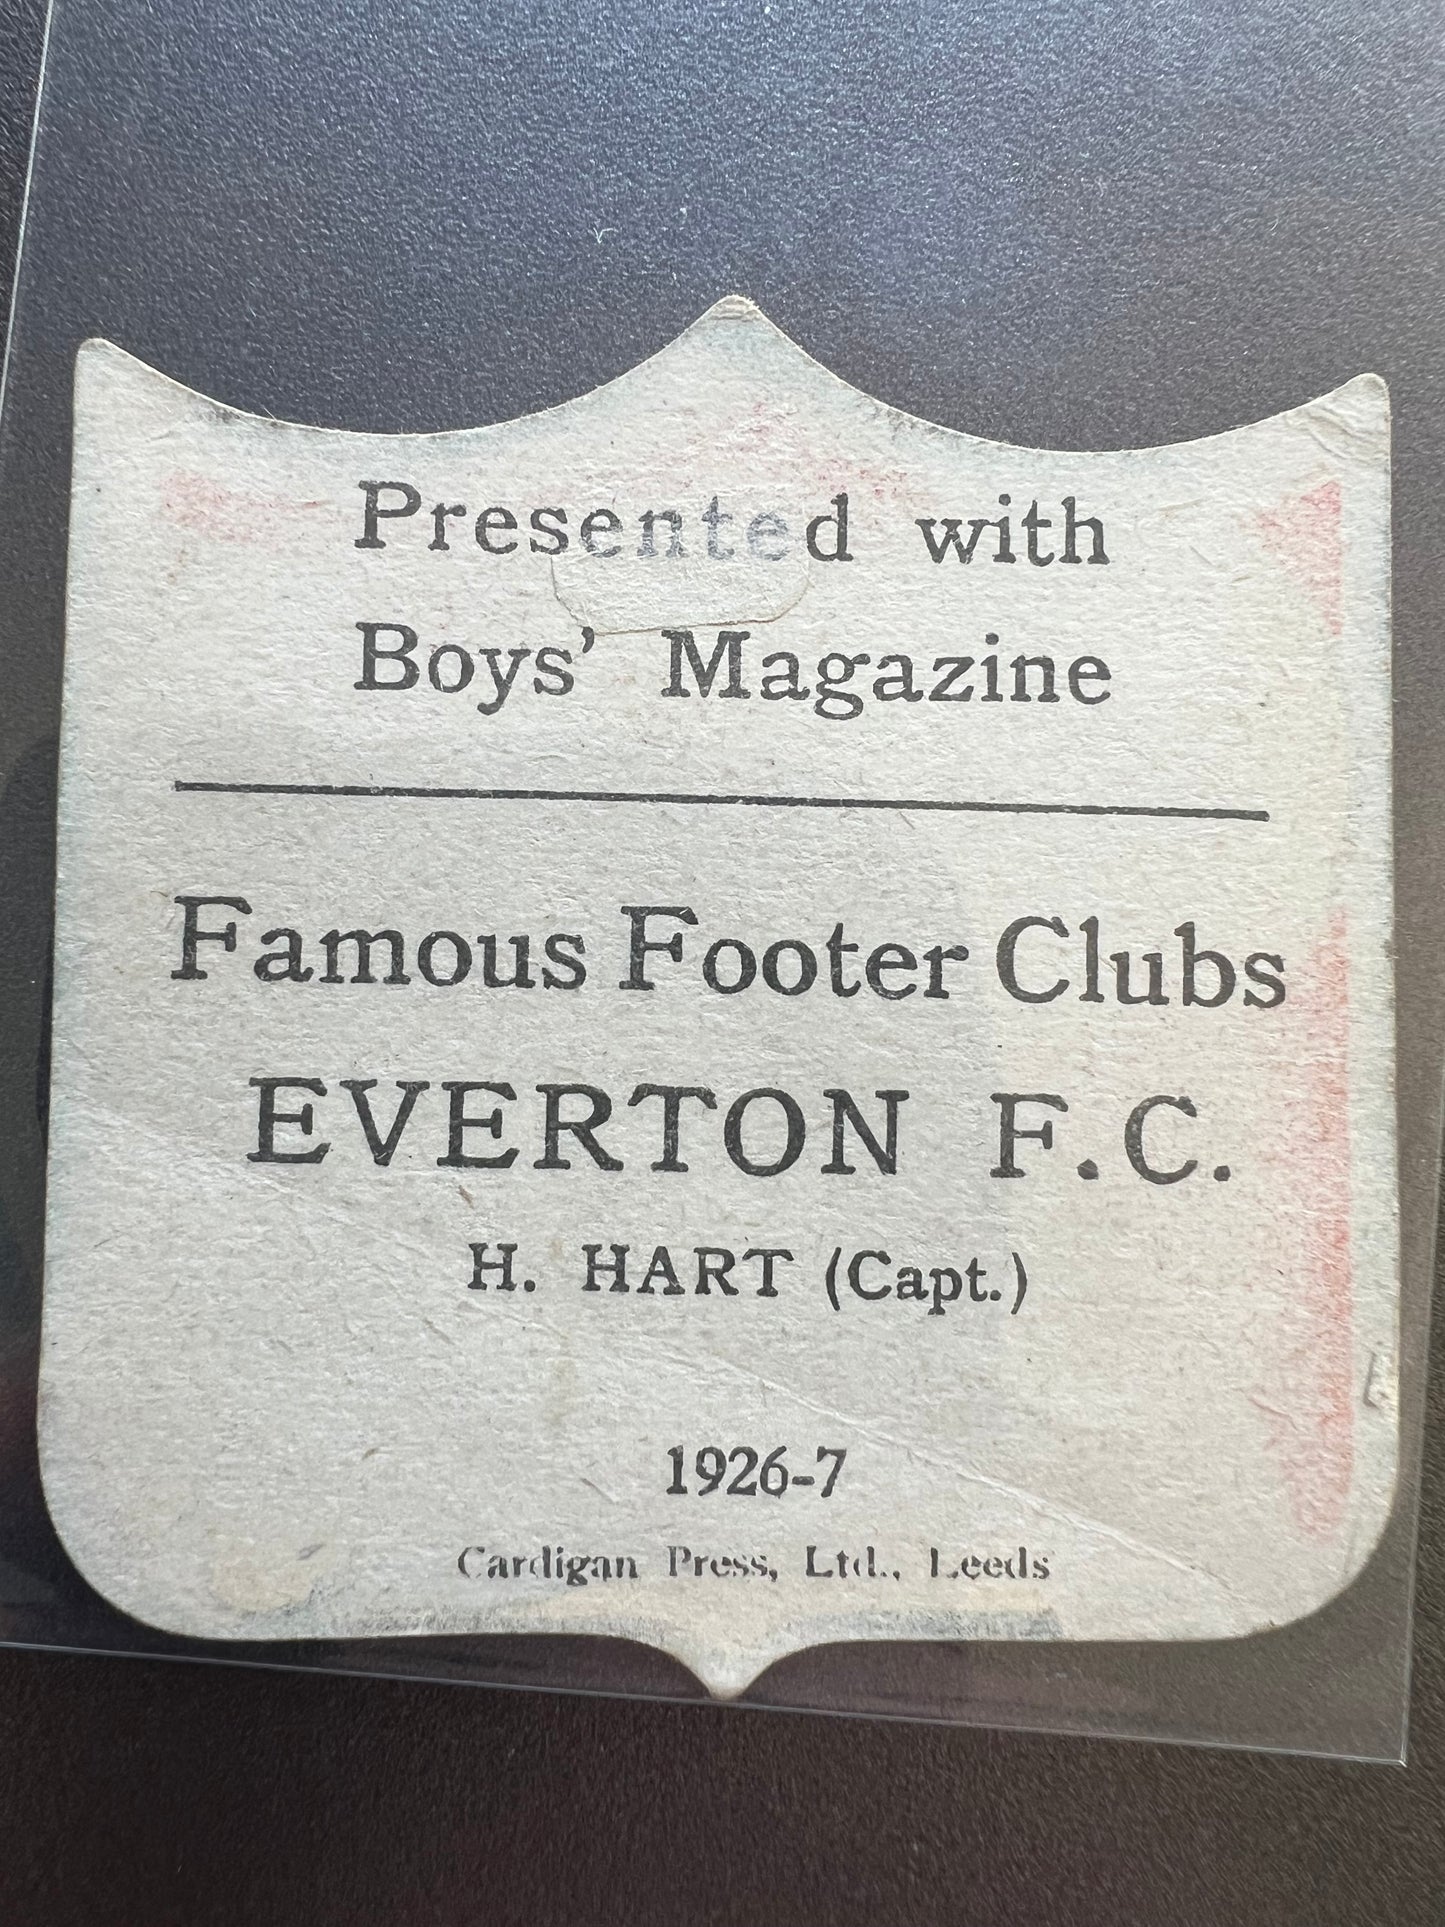 Presented with
Boys' Magazine
Famous Footer Clubs
EVERTON F.C.
H. HART (Capt.)
1926-7
Cardigan Press, Ltd., Leeds